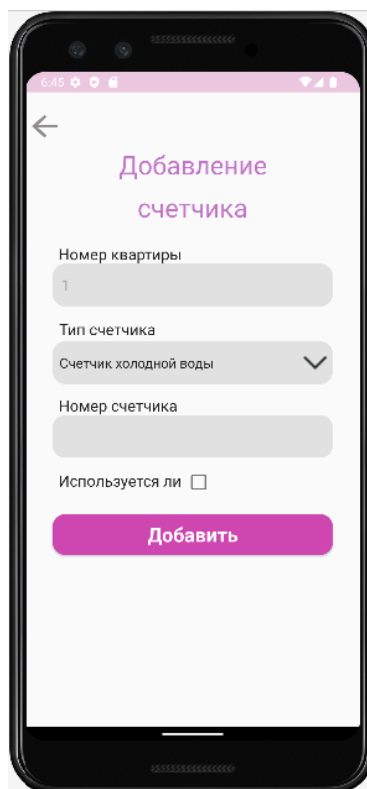 6:45
Добавление
счетчика
Номер квартиры
1
Тип счетчика
Счетчик холодной воды
Номер счетчика
Используется ли
Добавить